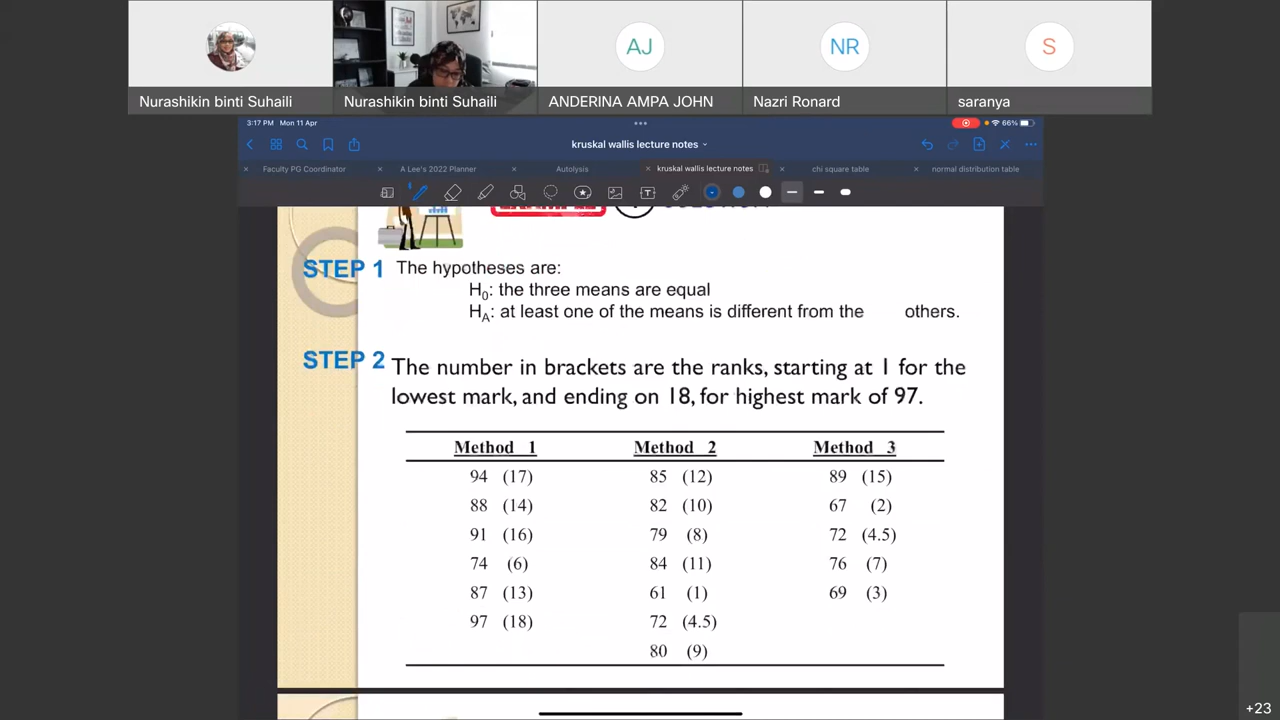 AJ
NR
S
Nurashikin binti Suhaili
Nurashikin binti Suhaili
ANDERINA AMPA JOHN
Nazri Ronard
saranya
3:17 PM Mon 11 Apr
66%
kruskal wallis lecture notes
Faculty PG Coordinator
A Lee's 2022 Planner
Autolysis
kruskal wallis lecture notes
chi square table
normal distribution table
STEP 1 The hypotheses are:
H0: the three means are equal
HA: at least one of the means is different from the others.
STEP 2 The number in brackets are the ranks, starting at 1 for the
lowest mark, and ending on 18, for highest mark of 97.
Method 1 Method 2 Method 3
94 (17) 85 (12) 89 (15)
88 (14) 82 (10) 67 (2)
91 (16) 79 (8) 72 (4.5)
74 (6) 84 (11) 76 (7)
87 (13) 61 (1) 69 (3)
97 (18) 72 (4.5)
80 (9)
+23